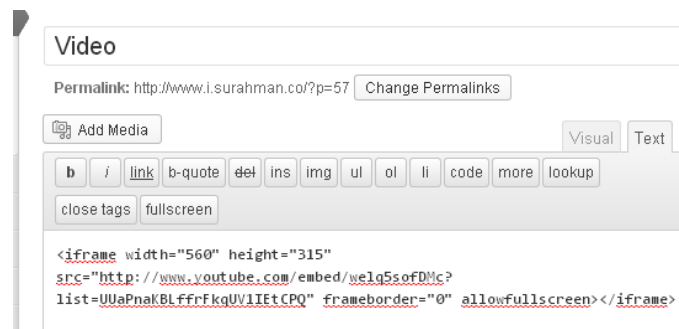 Video
Permalink: http://www.i.surahman.co/?p=57 Change Permalinks
Add Media
Visual Text
b i link b-quote del ins img ul ol li code more lookup
close tags fullscreen
<iframe width="560" height="315"
src="http://www.youtube.com/embed/welq5sofDMc?
list=UUaPnaKBLffrFkqUV1IEtCPQ" frameborder="0" allowfullscreen></iframe>